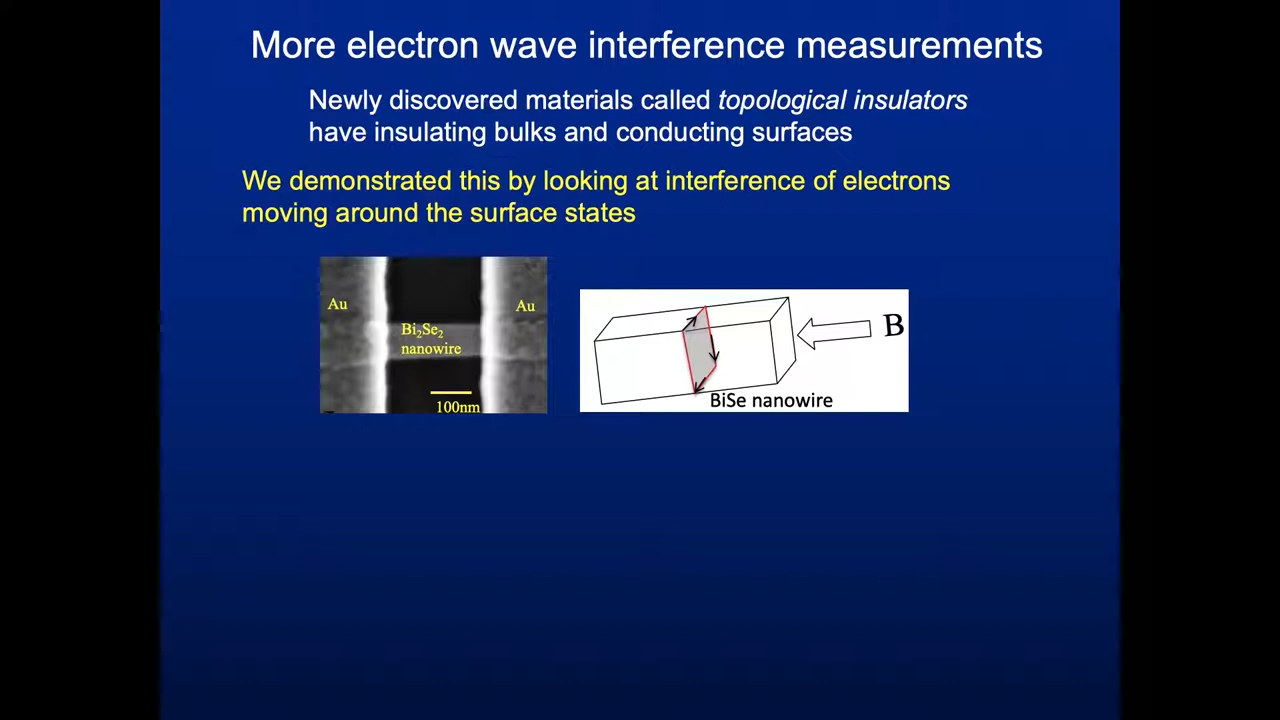 More electron wave interference measurements
Newly discovered materials called topological insulators
have insulating bulks and conducting surfaces
We demonstrated this by looking at interference of electrons
moving around the surface states
Au
Au
Bi₂Se₂
nanowire
100nm
B
BiSe nanowire